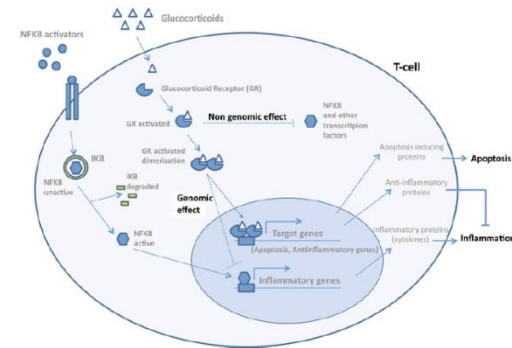 Glucocorticoids
NFKB activators
T-cell
Glucocorticoid Receptor (GR)
GR activated
Non genomic effect
NFKB
and other
transcritpion
factors
GR activated
dimerization
IKB
NFKB
unactive
IKB
degraded
Genomic
effect
NFKB
active
Target genes
(Apoptosis, Antiinflammatory genes)
Inflammatory genes
Apoptosis inducing
proteins
Apoptosis
Anti-inflammatory
proteins
Inflammatory proteins
(cytoknes)
Inflammation